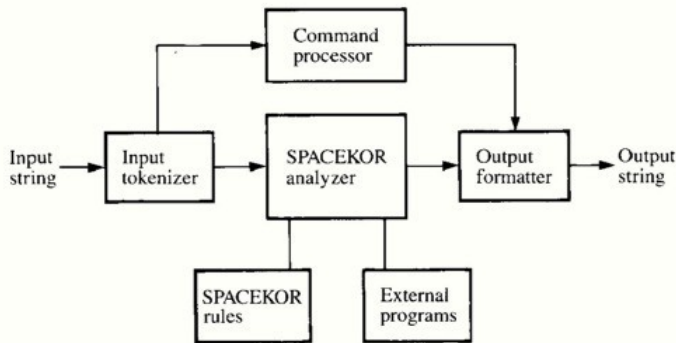 Command
processor
Input
string
Input
tokenizer
SPACEKOR
analyzer
Output
formatter
Output
string
SPACEKOR
rules
External
programs